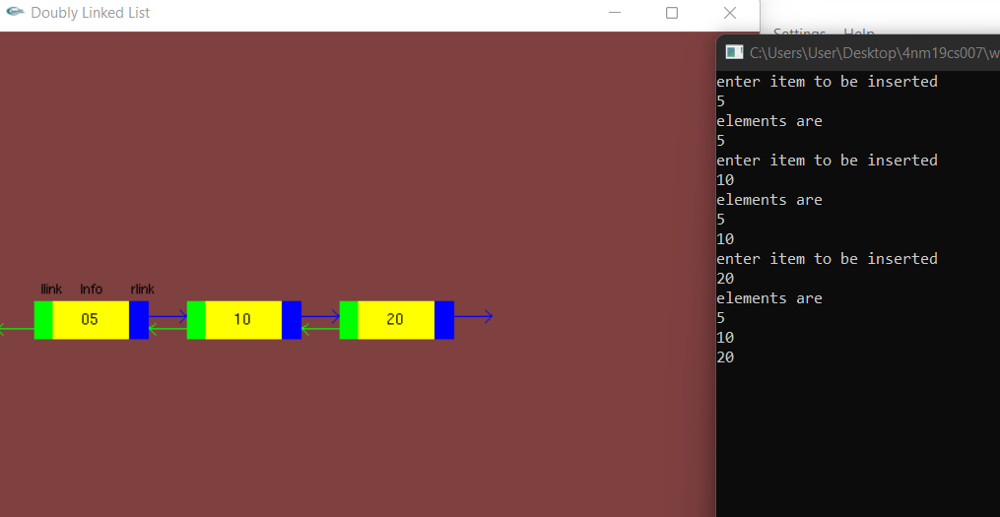 Doubly Linked List
Settings Help
C:\Users\User\Desktop\4nm19cs007\w
enter item to be inserted
5
elements are
5
enter item to be inserted
10
elements are
5
10
enter item to be inserted
20
elements are
5
10
20
llink Info rlink
05 10 20